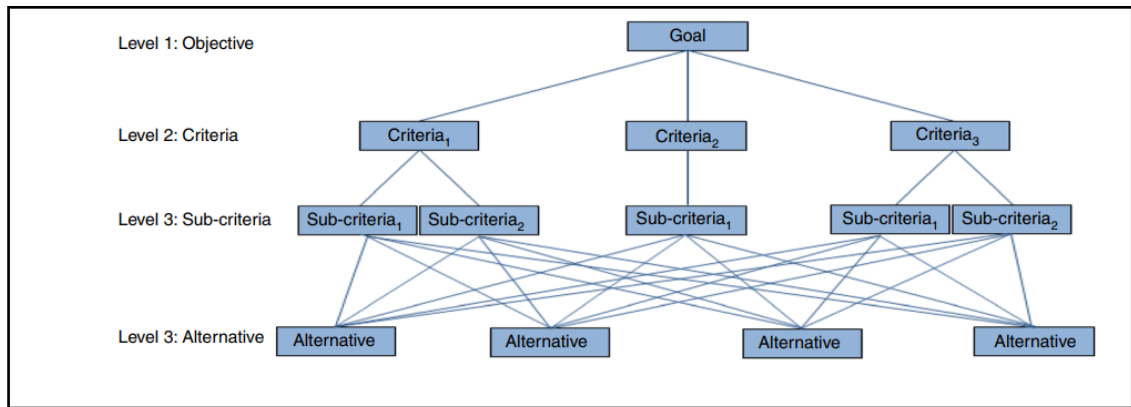 Level 1: Objective
Goal
Level 2: Criteria
Criteria₁
Criteria₂
Criteria₃
Level 3: Sub-criteria
Sub-criteria₁
Sub-criteria₂
Sub-criteria₁
Sub-criteria₁
Sub-criteria₂
Level 3: Alternative
Alternative
Alternative
Alternative
Alternative